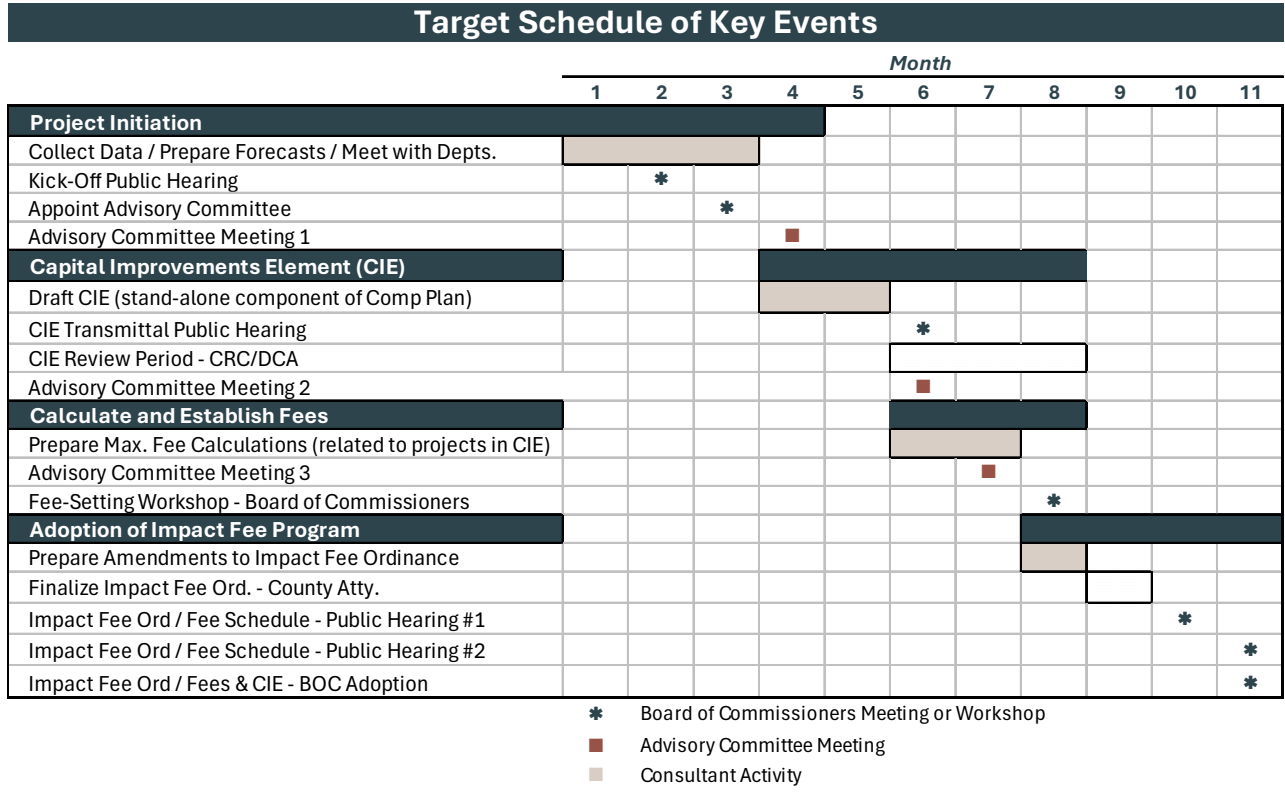 Target Schedule of Key Events
Month
1 2 3 4 5 6 7 8 9 10 11
Project Initiation
Collect Data / Prepare Forecasts / Meet with Depts.
Kick-Off Public Hearing
Appoint Advisory Committee
Advisory Committee Meeting 1
Capital Improvements Element (CIE)
Draft CIE (stand-alone component of Comp Plan)
CIE Transmittal Public Hearing
CIE Review Period - CRC/DCA
Advisory Committee Meeting 2
Calculate and Establish Fees
Prepare Max. Fee Calculations (related to projects in CIE)
Advisory Committee Meeting 3
Fee-Setting Workshop - Board of Commissioners
Adoption of Impact Fee Program
Prepare Amendments to Impact Fee Ordinance
Finalize Impact Fee Ord. - County Atty.
Impact Fee Ord / Fee Schedule - Public Hearing #1
Impact Fee Ord / Fee Schedule - Public Hearing #2
Impact Fee Ord / Fees & CIE - BOC Adoption
Board of Commissioners Meeting or Workshop
Advisory Committee Meeting
Consultant Activity